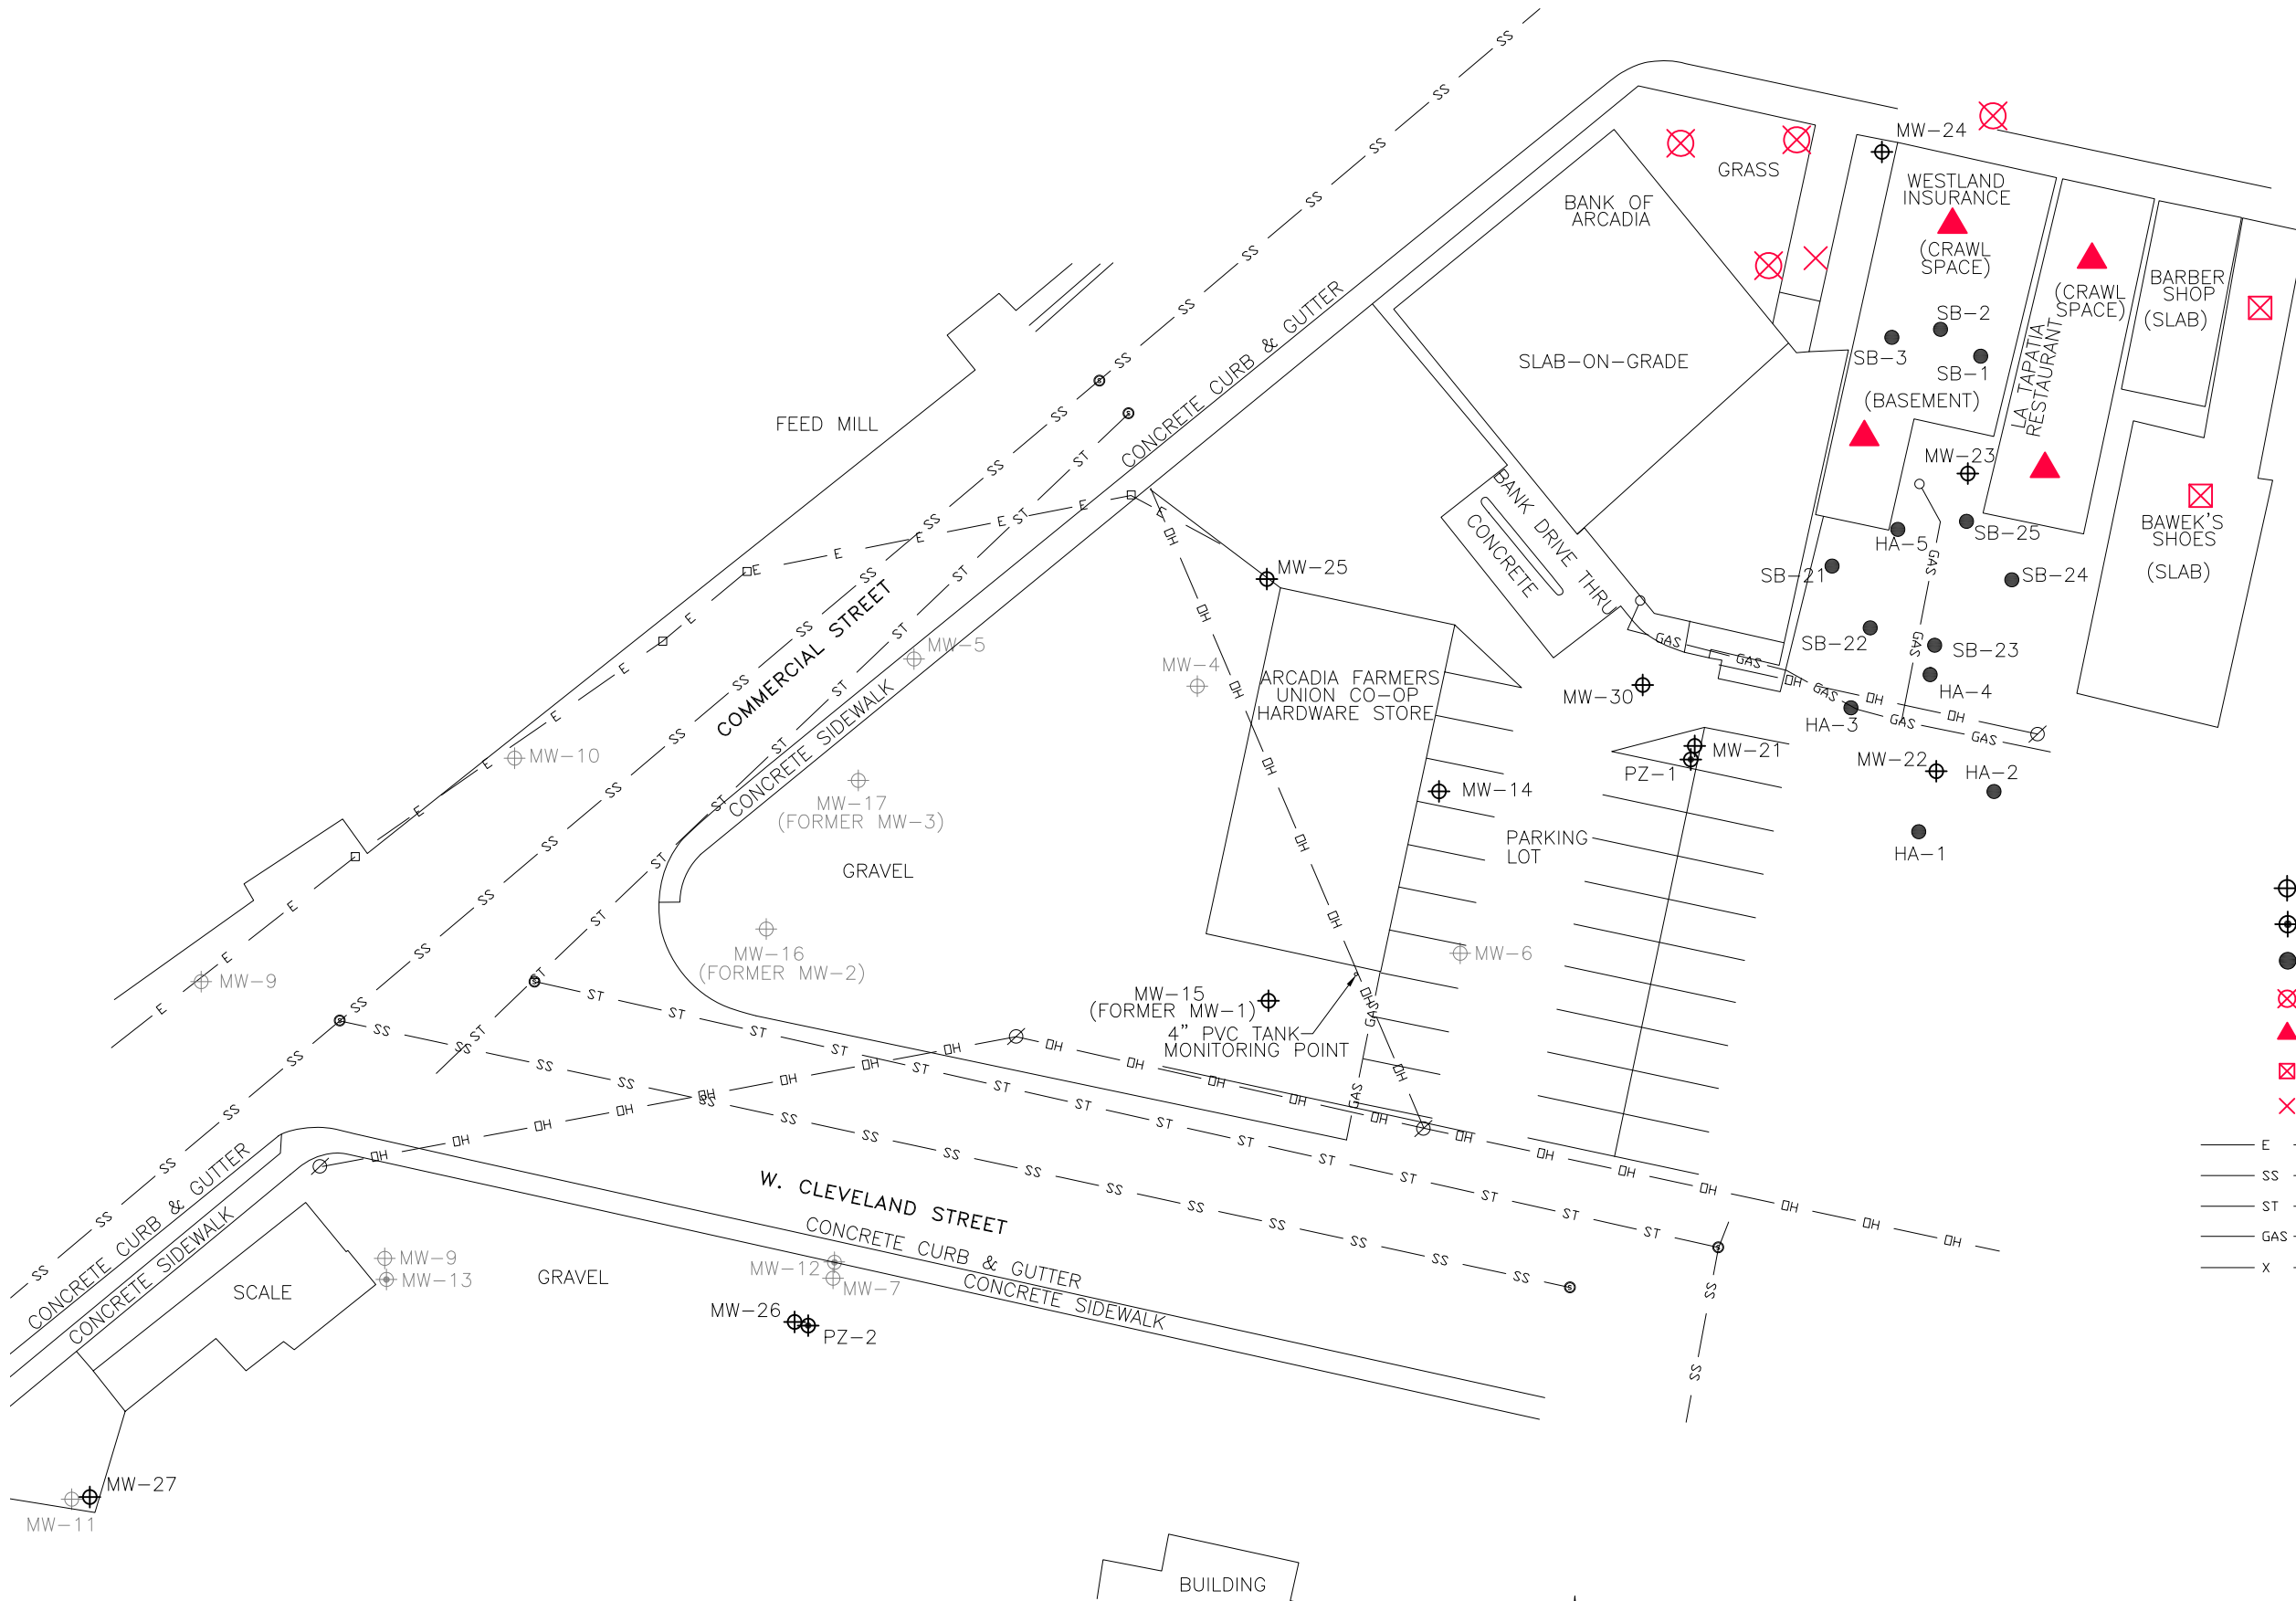 MW-24
GRASS
WESTLAND
INSURANCE
BANK OF
ARCADIA
(CRAWL
SPACE)
BARBER
SHOP
(SLAB)
(CRAWL
SPACE)
SB-2
SB-3
SB-1
SLAB-ON-GRADE
LA TAPATIA
RESTAURANT
(BASEMENT)
CONCRETE CURB & GUTTER
FEED MILL
MW-23
BANK DRIVE THRU
CONCRETE
BAWEK'S
SHOES
(SLAB)
SB-25
HA-5
MW-25
SB-21
SB-24
COMMERCIAL STREET
MW-5
MW-4
SB-22
SB-23
ARCADIA FARMERS
UNION CO-OP
HARDWARE STORE
MW-30
HA-4
HA-3
CONCRETE SIDEWALK
MW-10
MW-21
PZ-1
MW-22
HA-2
MW-14
MW-17
(FORMER MW-3)
PARKING
LOT
HA-1
GRAVEL
MW-16
(FORMER MW-2)
MW-6
MW-9
MW-15
(FORMER MW-1)
4" PVC TANK
MONITORING POINT
CONCRETE CURB & GUTTER
CONCRETE SIDEWALK
W. CLEVELAND STREET
CONCRETE CURB & GUTTER
CONCRETE SIDEWALK
MW-9
MW-13
SCALE
GRAVEL
MW-12
MW-7
MW-26
PZ-2
MW-27
MW-11
BUILDING
E
SS
ST
GAS
X